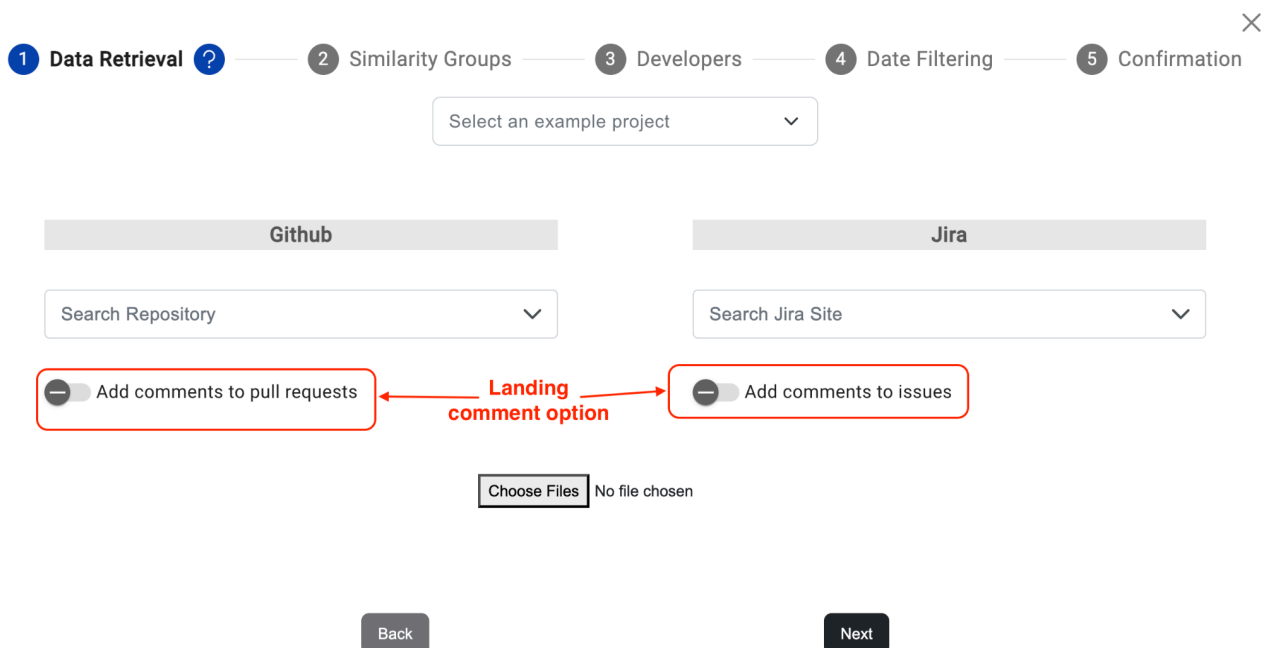 1 Data Retrieval ? 2 Similarity Groups 3 Developers 4 Date Filtering 5 Confirmation
Select an example project
Github
Jira
Search Repository
Search Jira Site
Add comments to pull requests
Landing
comment option
Add comments to issues
Choose Files No file chosen
Back
Next